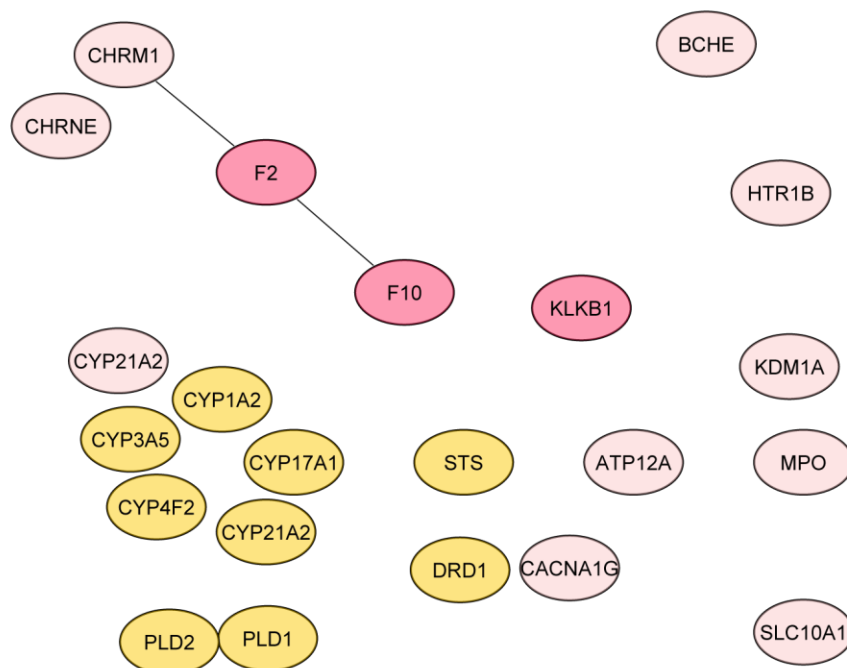 CHRM1
BCHE
CHRNE
F2
HTR1B
F10
KLKB1
CYP21A2
KDM1A
CYP1A2
CYP3A5
CYP17A1
STS
ATP12A
MPO
CYP4F2
CYP21A2
DRD1
CACNA1G
PLD2
PLD1
SLC10A1